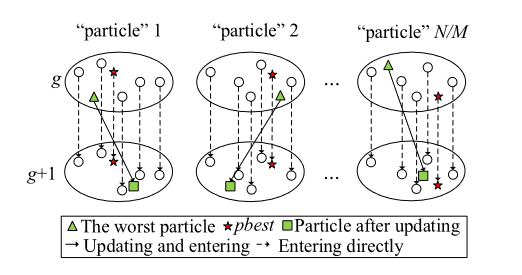 “particle” 1 “particle” 2 “particle” N/M
g ...
g+1 ...
The worst particle pbest Particle after updating
Updating and entering Entering directly